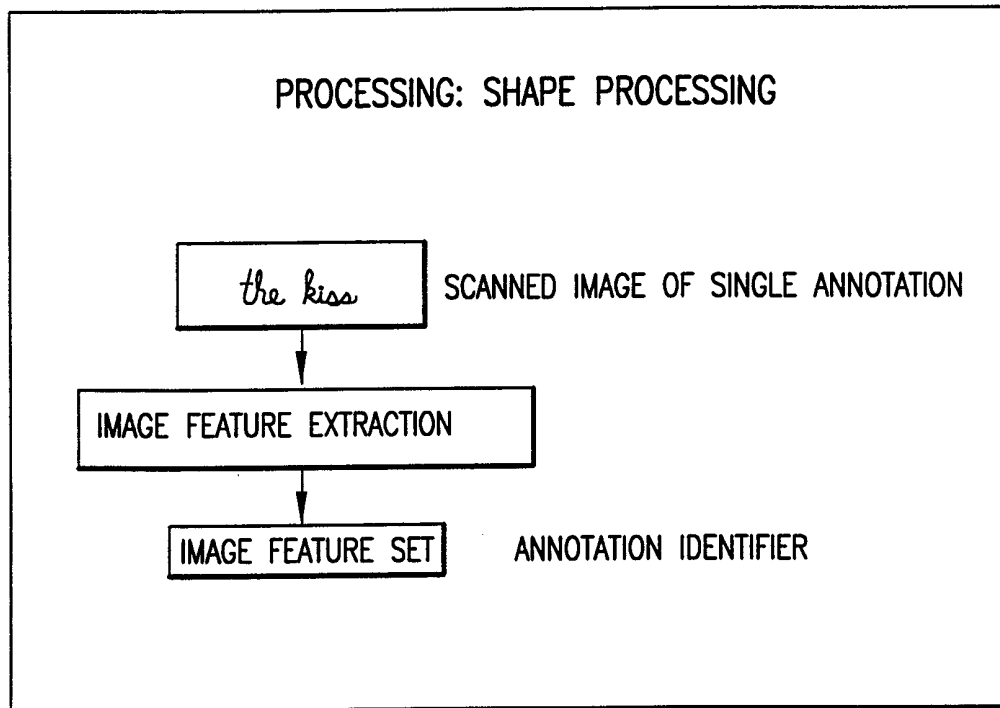 PROCESSING: SHAPE PROCESSING
the kiss
SCANNED IMAGE OF SINGLE ANNOTATION
IMAGE FEATURE EXTRACTION
IMAGE FEATURE SET
ANNOTATION IDENTIFIER